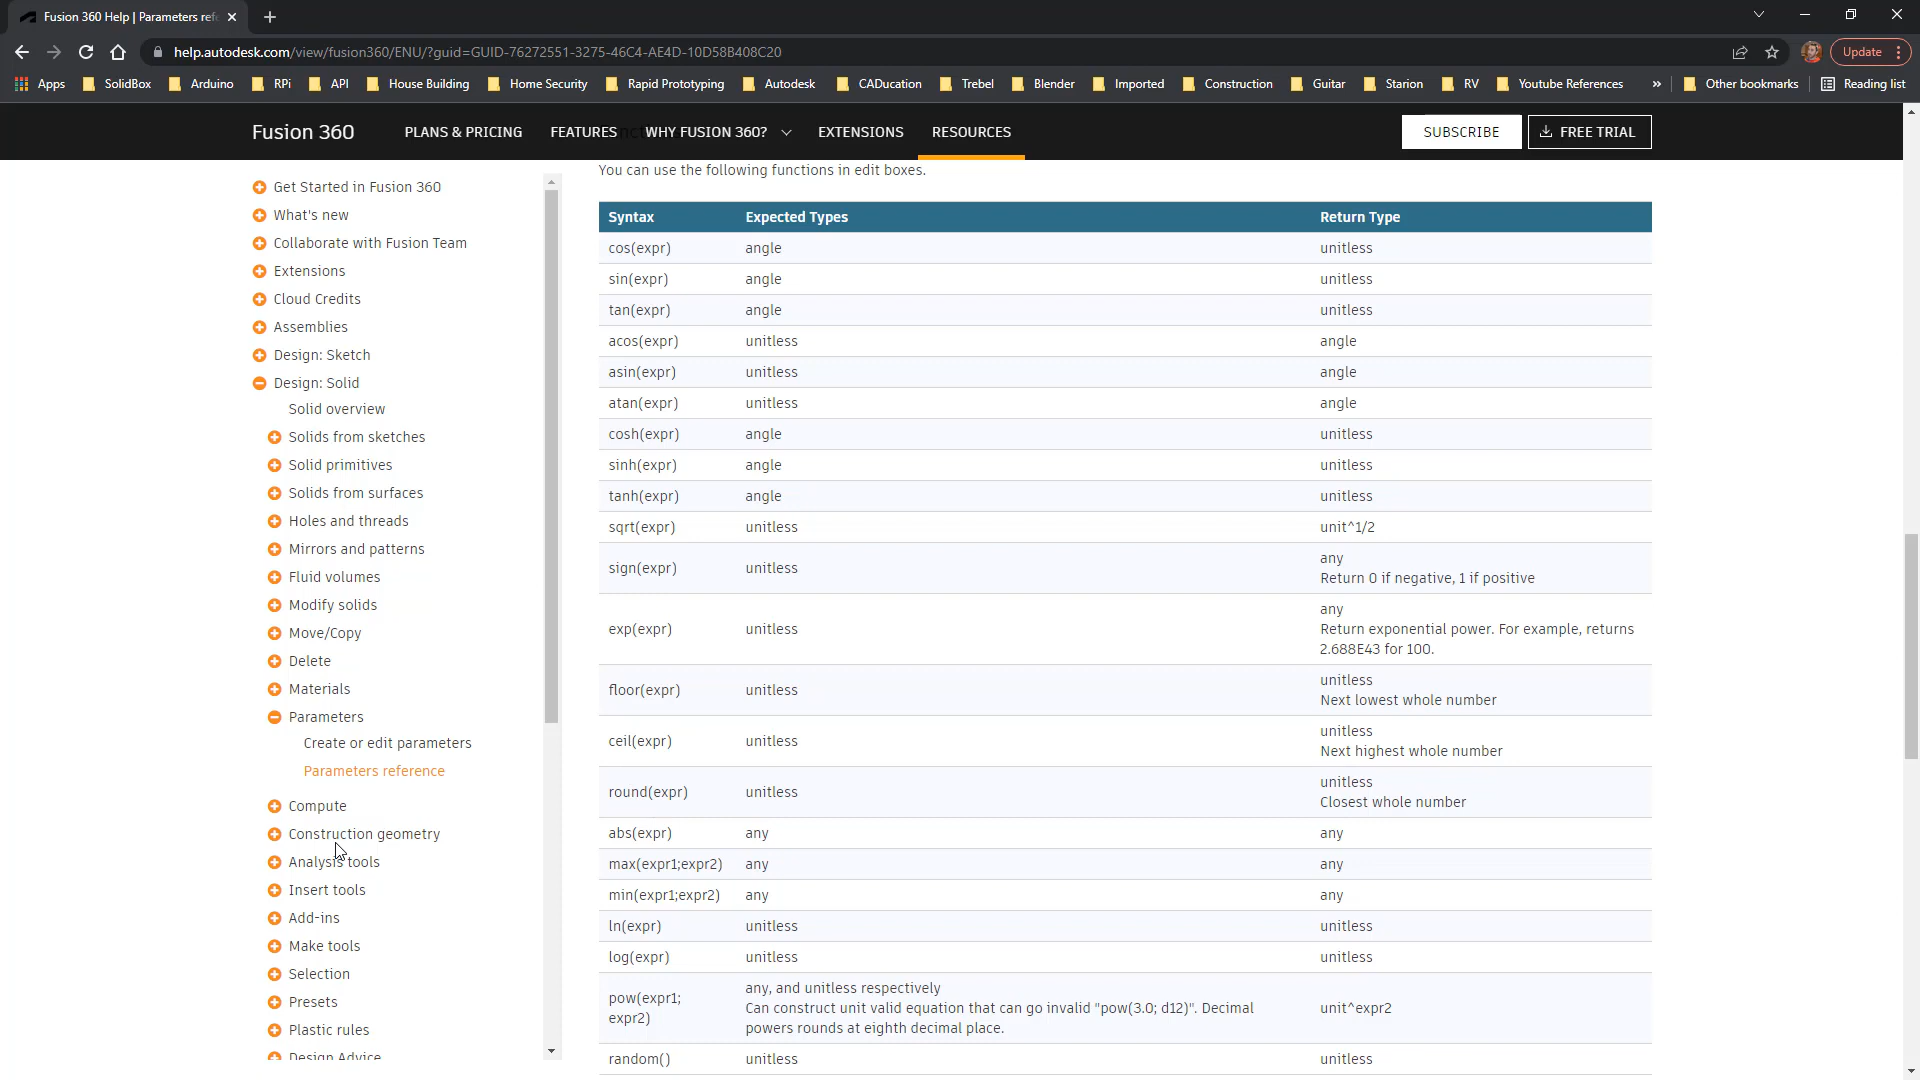 Fusion 360 Help | Parameters refe
help.autodesk.com/view/fusion360/ENU/?guid=GUID-76272551-3275-46C4-AE4D-10D58B408C20
Update
Apps SolidBox Arduino RPi API House Building Home Security Rapid Prototyping Autodesk CADucation Trebel Blender Imported Construction Guitar Starion RV Youtube References » Other bookmarks Reading list
Fusion 360 PLANS & PRICING FEATURES WHY FUSION 360? EXTENSIONS RESOURCES SUBSCRIBE FREE TRIAL
Get Started in Fusion 360
What's new
Collaborate with Fusion Team
Extensions
Cloud Credits
Assemblies
Design: Sketch
Design: Solid
Solid overview
Solids from sketches
Solid primitives
Solids from surfaces
Holes and threads
Mirrors and patterns
Fluid volumes
Modify solids
Move/Copy
Delete
Materials
Parameters
Create or edit parameters
Parameters reference
Compute
Construction geometry
Analysis tools
Insert tools
Add-ins
Make tools
Selection
Presets
Plastic rules
Design Advice
You can use the following functions in edit boxes.
Syntax Expected Types Return Type
cos(expr) angle unitless
sin(expr) angle unitless
tan(expr) angle unitless
acos(expr) unitless angle
asin(expr) unitless angle
atan(expr) unitless angle
cosh(expr) angle unitless
sinh(expr) angle unitless
tanh(expr) angle unitless
sqrt(expr) unitless unit^1/2
sign(expr) unitless any
Return 0 if negative, 1 if positive
exp(expr) unitless any
Return exponential power. For example, returns
2.688E43 for 100.
floor(expr) unitless unitless
Next lowest whole number
ceil(expr) unitless unitless
Next highest whole number
round(expr) unitless unitless
Closest whole number
abs(expr) any any
max(expr1;expr2) any any
min(expr1;expr2) any any
ln(expr) unitless unitless
log(expr) unitless unitless
pow(expr1;
expr2)
any, and unitless respectively
Can construct unit valid equation that can go invalid "pow(3.0; d12)". Decimal
powers rounds at eighth decimal place.
unit^expr2
random() unitless unitless